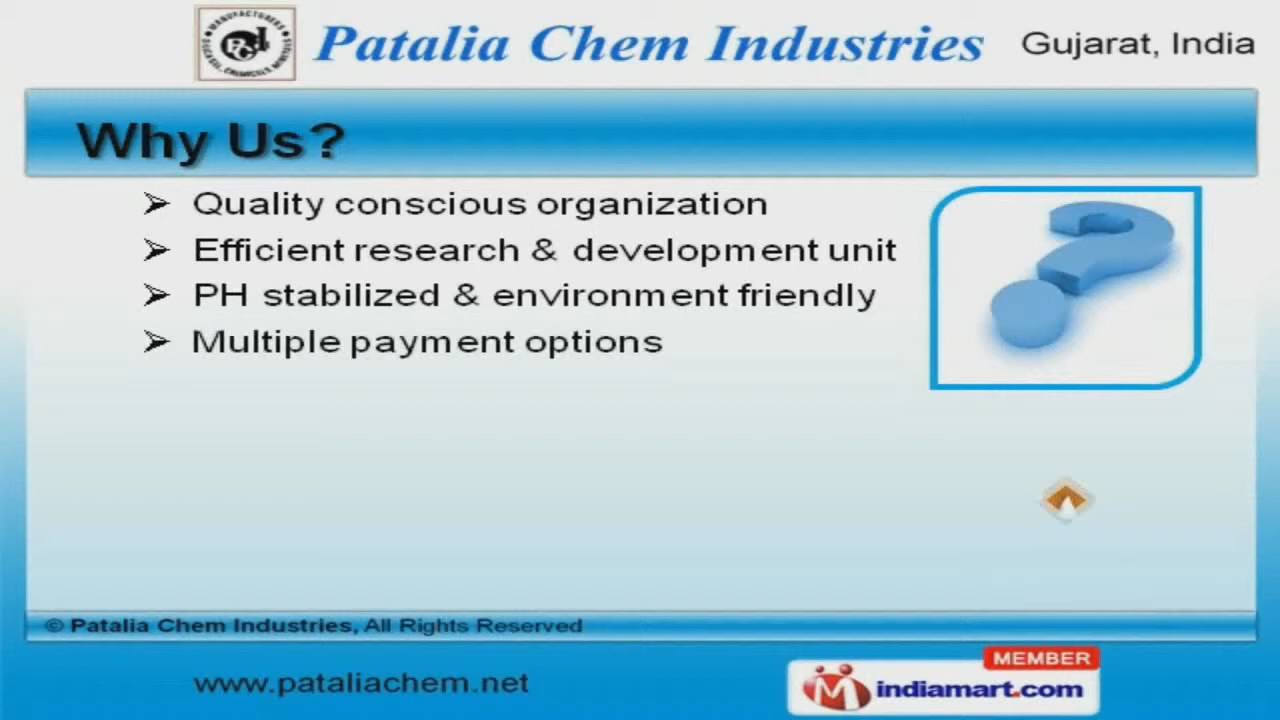 Patalia Chem Industries
Gujarat, India
Why Us?
➢ Quality conscious organization
➢ Efficient research & development unit
➢ PH stabilized & environment friendly
➢ Multiple payment options
© Patalia Chem Industries, All Rights Reserved
www.pataliachem.net
MEMBER
indiamart.com